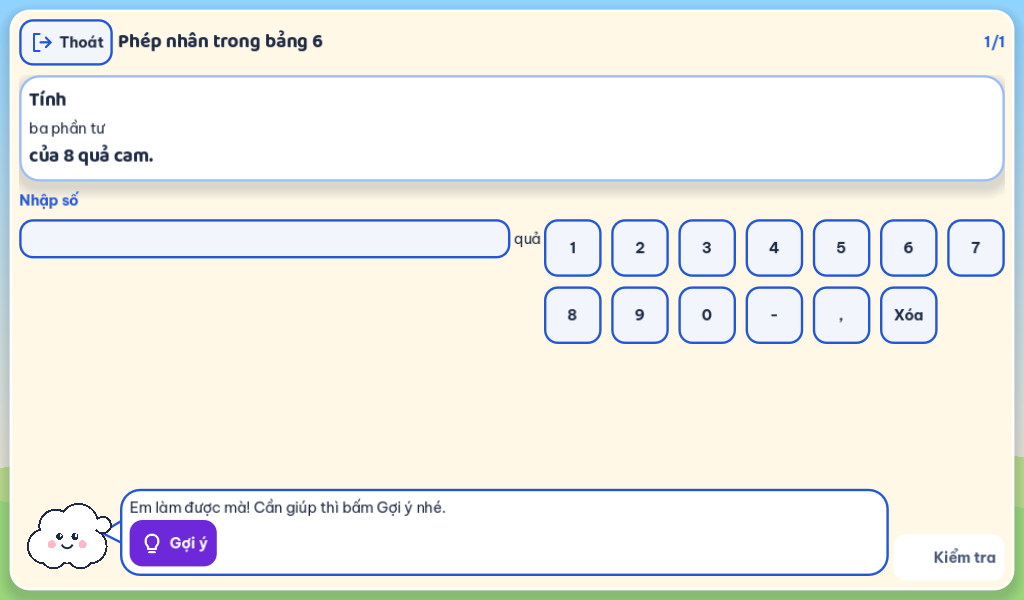 Thoát
Phép nhân trong bảng 6
1/1
Tính
ba phần tư
của 8 quả cam.
Nhập số
quả
1 2 3 4 5 6 7
8 9 0 - , Xóa
Em làm được mà! Cần giúp thì bấm Gợi ý nhé.
Gợi ý
Kiểm tra